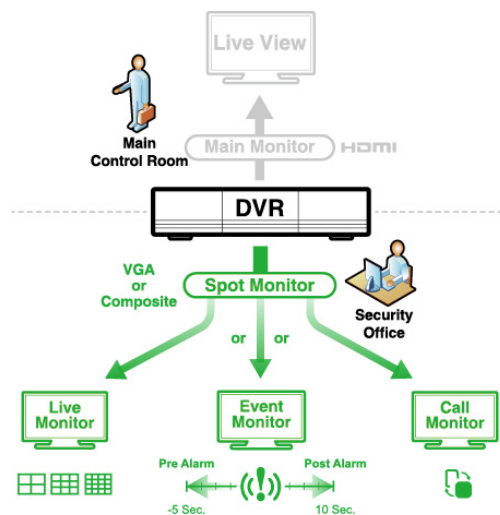 Live View
Main
Control Room
Main Monitor
HDMI
DVR
VGA
or
Composite
Spot Monitor
Security
Office
or
or
Live
Monitor
Event
Monitor
Call
Monitor
Pre Alarm
Post Alarm
-5 Sec.
10 Sec.